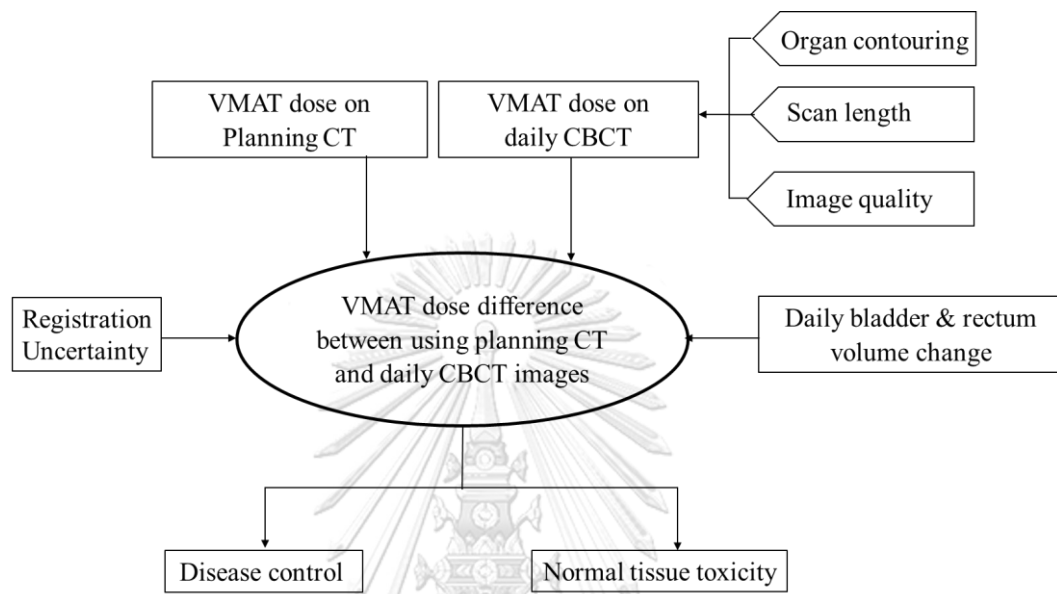 Organ contouring
VMAT dose on
Planning CT
VMAT dose on
daily CBCT
Scan length
Image quality
Registration
Uncertainty
VMAT dose difference
between using planning CT
and daily CBCT images
Daily bladder & rectum
volume change
Disease control
Normal tissue toxicity